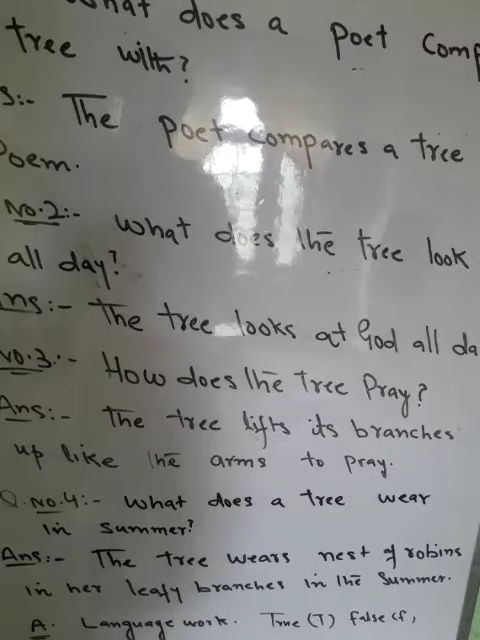 What does a Poet Comp
tree with?
s:- The Poet compares a tree
Poem.
No.2:- What does the tree look
all day?
Ans:- The tree looks at God all da
No.3:- How does the Tree Pray?
Ans:- The tree lifts its branches
up like the arms to pray.
Q.No.4:- What does a tree wear
in summer?
Ans:- The tree wears nest of robins
in her leafy branches in the Summer.
A. Language work. True (T) false (f,